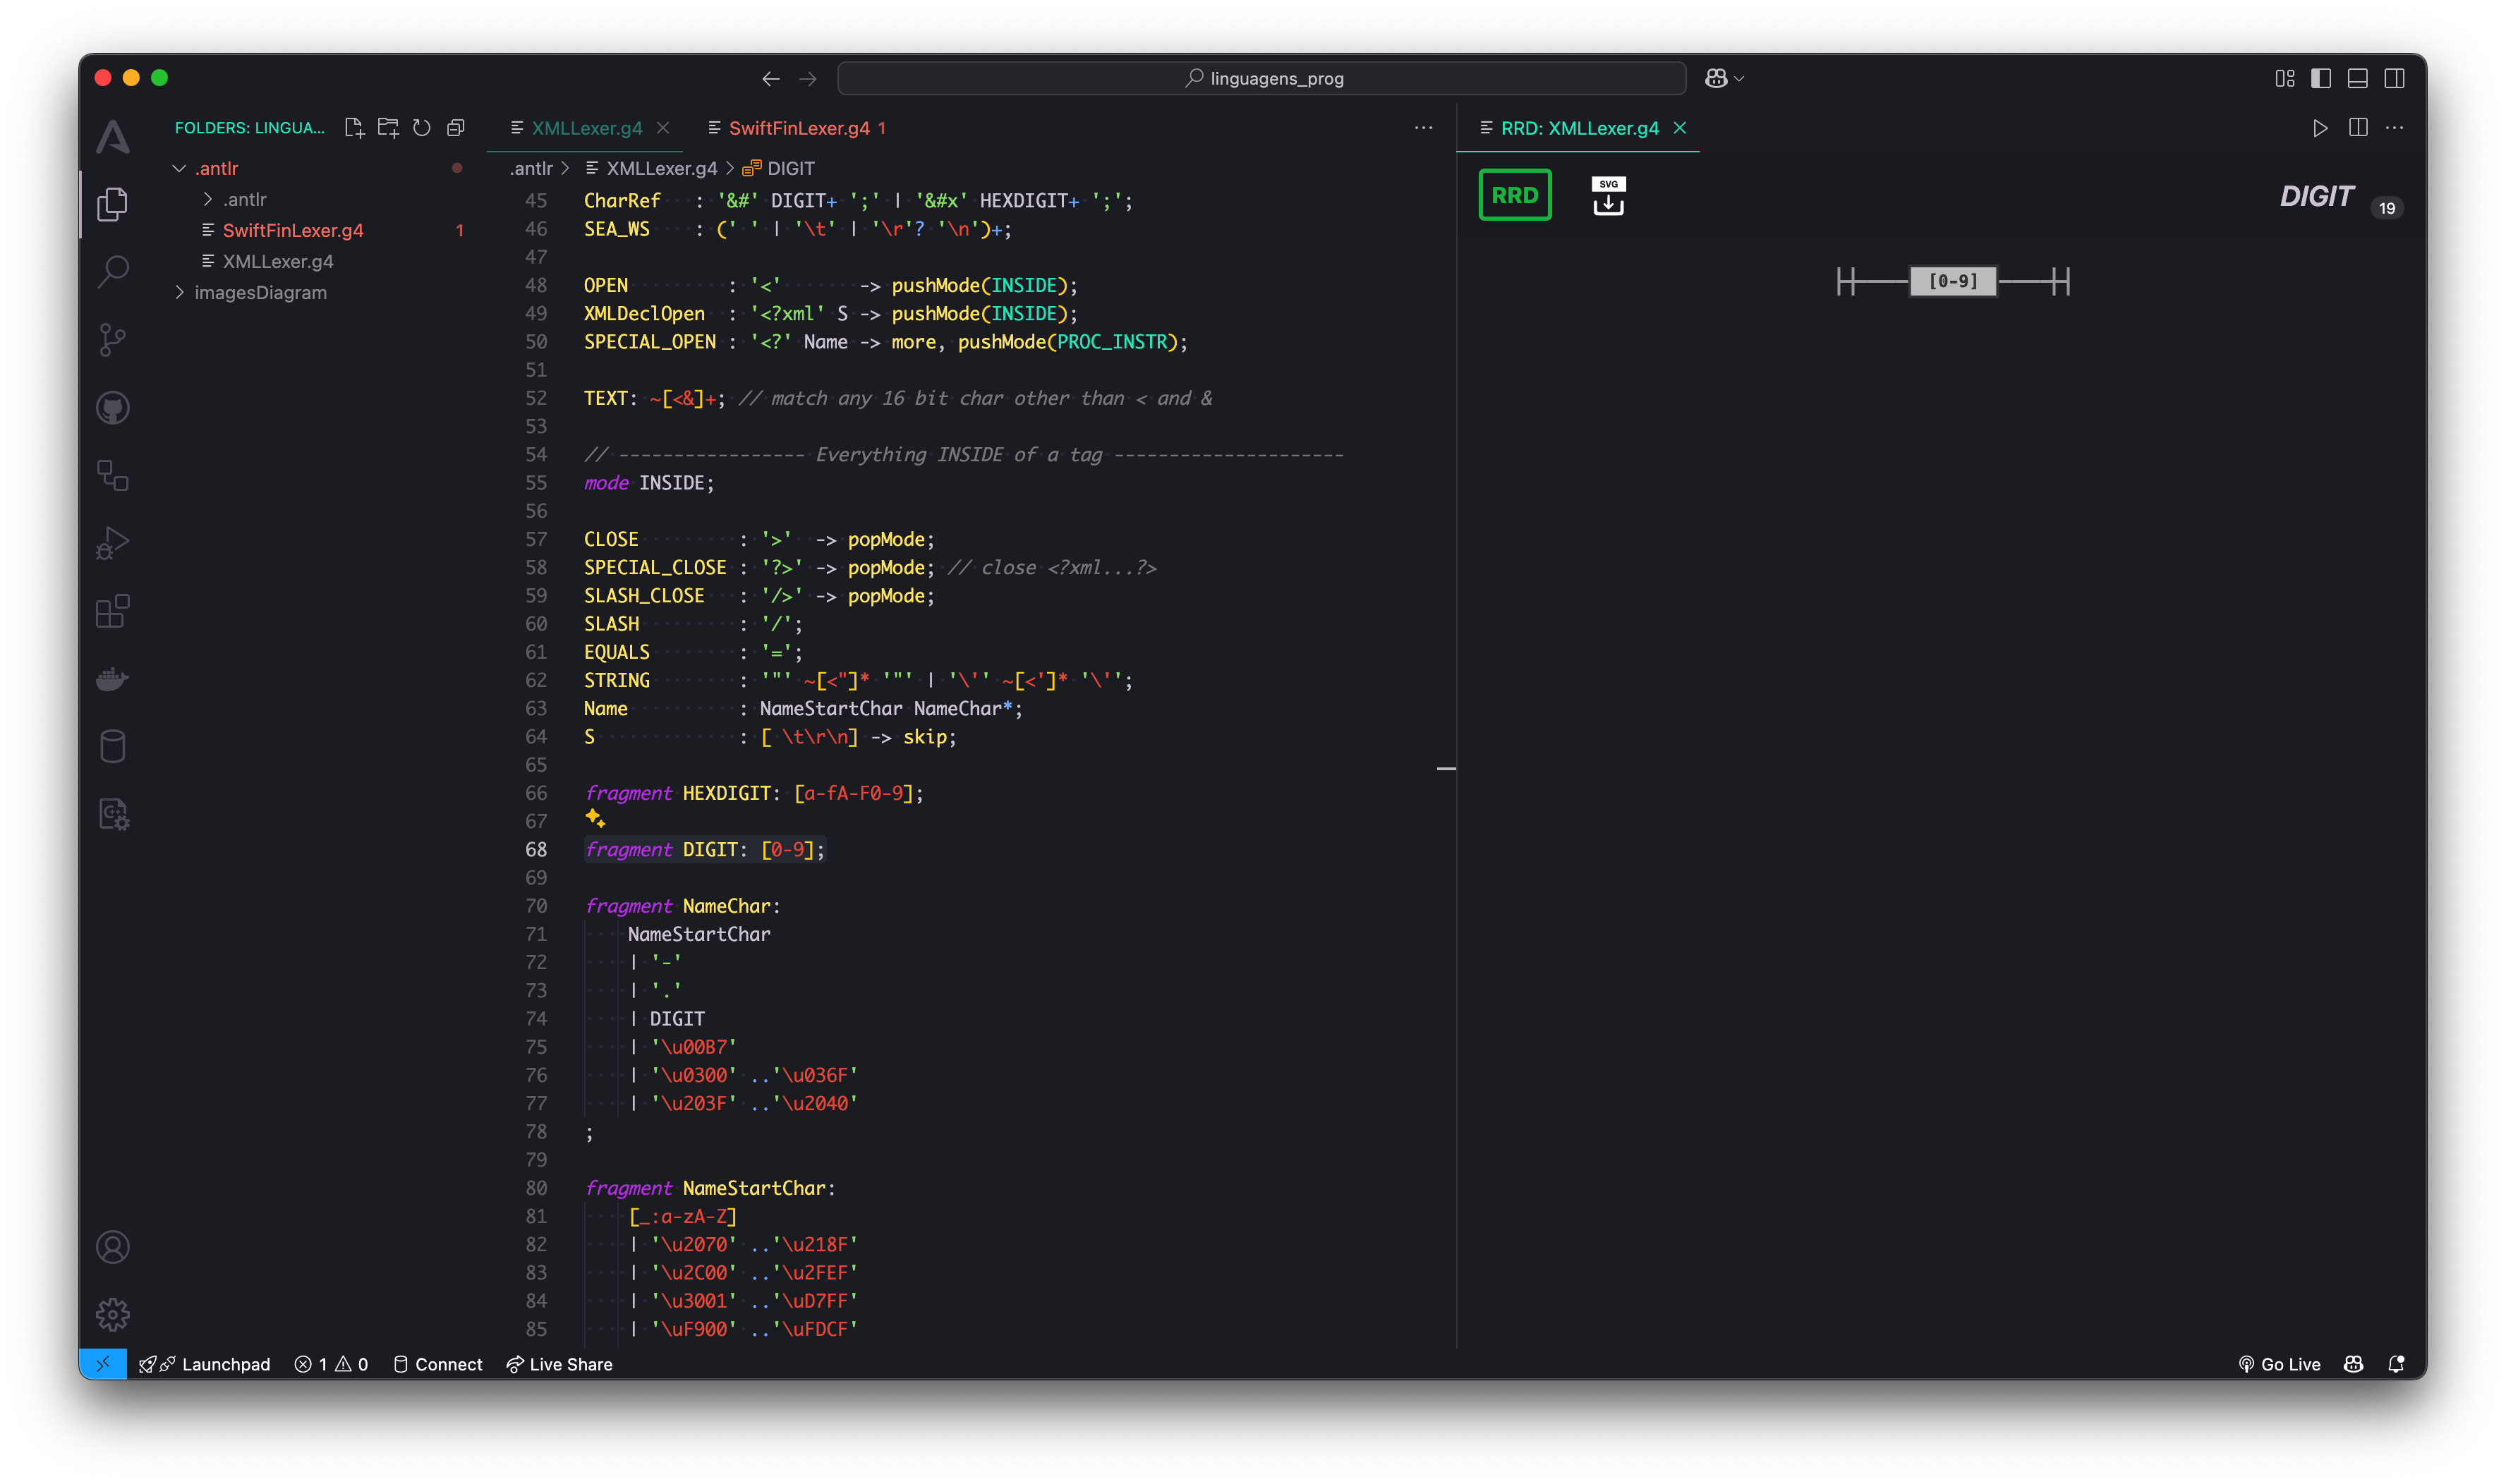 linguagens_prog
FOLDERS: LINGUA...
.antlr
.antlr
SwiftFinLexer.g4 1
XMLLexer.g4
imagesDiagram
XMLLexer.g4
SwiftFinLexer.g4 1
.antlr > XMLLexer.g4 > DIGIT
45 CharRef : '&#' DIGIT+ ';' | '&#x' HEXDIGIT+ ';';
46 SEA_WS : (' ' | '\t' | '\r'? '\n')+;
47
48 OPEN : '<' -> pushMode(INSIDE);
49 XMLDeclOpen : '<?xml' S -> pushMode(INSIDE);
50 SPECIAL_OPEN : '<?' Name -> more, pushMode(PROC_INSTR);
51
52 TEXT: ~[<&]+; // match any 16 bit char other than < and &
53
54 // ----------------- Everything INSIDE of a tag ---------------------
55 mode INSIDE;
56
57 CLOSE : '>' -> popMode;
58 SPECIAL_CLOSE : '?>' -> popMode; // close <?xml...?>
59 SLASH_CLOSE : '/>' -> popMode;
60 SLASH : '/';
61 EQUALS : '=';
62 STRING : '"' ~[<"]* '"' | '\'' ~[<']* '\'';
63 Name : NameStartChar NameChar*;
64 S : [ \t\r\n] -> skip;
65
66 fragment HEXDIGIT: [a-fA-F0-9];
67
68 fragment DIGIT: [0-9];
69
70 fragment NameChar:
71 NameStartChar
72 | '-'
73 | '.'
74 | DIGIT
75 | '\u00B7'
76 | '\u0300' ..'\u036F'
77 | '\u203F' ..'\u2040'
78 ;
79
80 fragment NameStartChar:
81 [_:a-zA-Z]
82 | '\u2070' ..'\u218F'
83 | '\u2C00' ..'\u2FEF'
84 | '\u3001' ..'\uD7FF'
85 | '\uF900' ..'\uFDCF'
RRD: XMLLexer.g4
RRD
SVG
DIGIT 19
[0-9]
Launchpad 1 0 Connect Live Share
Go Live